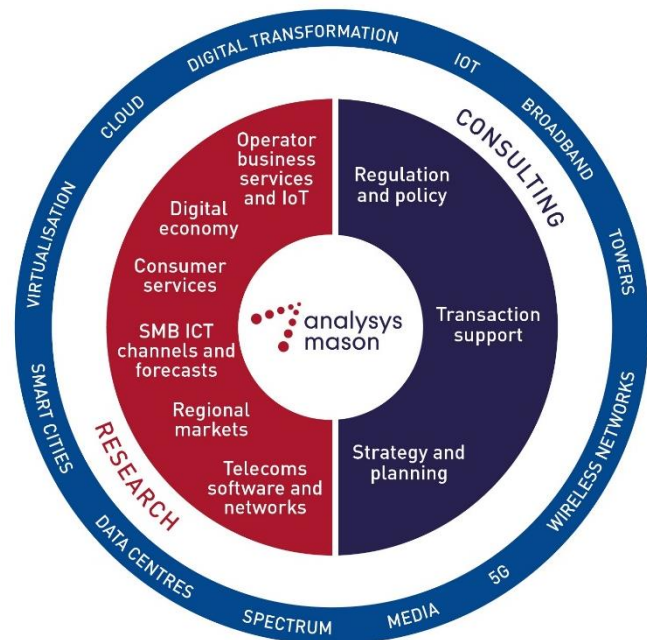 DIGITAL TRANSFORMATION
IOT
BROADBAND
TOWERS
WIRELESS NETWORKS
5G
MEDIA
SPECTRUM
DATA CENTRES
SMART CITIES
VIRTUALISATION
CLOUD
CONSULTING
Regulation
and policy
Transaction
support
Strategy and
planning
RESEARCH
Operator
business
services
and IoT
Digital
economy
Consumer
services
SMB ICT
channels and
forecasts
Regional
markets
Telecoms
software and
networks
analysys
mason